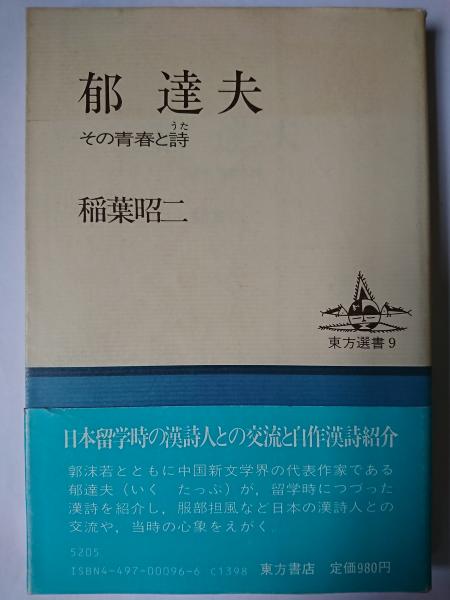 郁 達夫
うた
その青春と詩
稲葉昭二
東方選書9
日本留学時の漢詩人との交流と自作漢詩紹介
郭沫若とともに中国新文学界の代表作家である
郁達夫（いく　たっぷ）が，留学時につづった
漢詩を紹介し，服部担風など日本の漢詩人との
交流や，当時の心象をえがく．
5205
ISBN4-497-00096-6 C1398 東方書店 定価980円